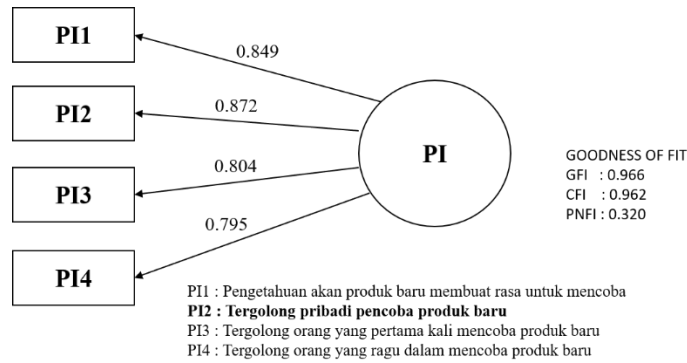 PI1
0.849
PI2
0.872
PI
PI3
0.804
PI4
0.795
GOODNESS OF FIT
GFI : 0.966
CFI : 0.962
PNFI : 0.320
PI1 : Pengetahuan akan produk baru membuat rasa untuk mencoba
PI2 : Tergolong pribadi pencoba produk baru
PI3 : Tergolong orang yang pertama kali mencoba produk baru
PI4 : Tergolong orang yang ragu dalam mencoba produk baru